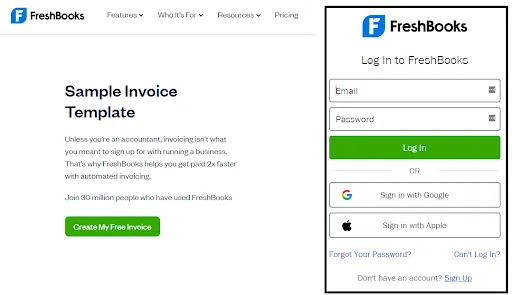 FreshBooks
Features
Who It's For
Resources
Pricing
Sample Invoice
Template
Unless you're an accountant, invoicing isn't what
you meant to sign up for with running a business.
That's why FreshBooks helps you get paid 2x faster
with automated invoicing.
Join 30 million people who have used FreshBooks
Create My Free Invoice
FreshBooks
Log In to FreshBooks
Email
Password
Log In
OR
Sign in with Google
Sign in with Apple
Forgot Your Password?
Can't Log In?
Don't have an account? Sign Up